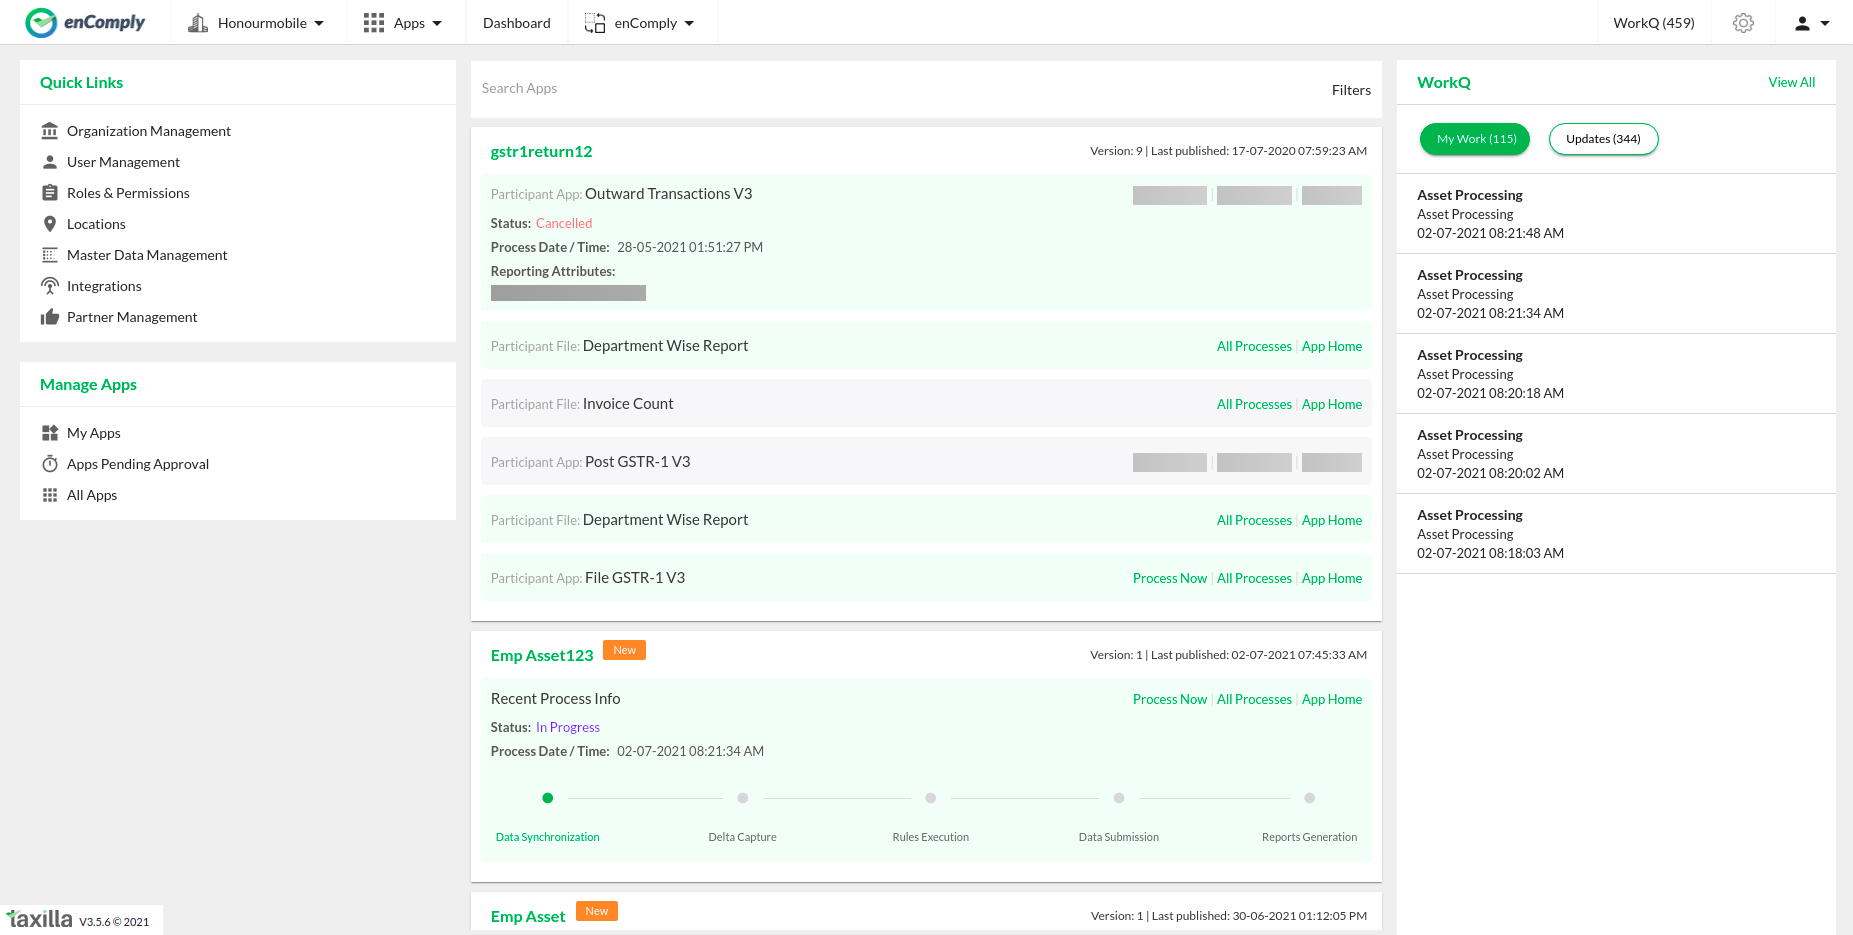 enComply
Honourmobile
Apps
Dashboard
enComply
WorkQ (459)
Quick Links
Organization Management
User Management
Roles & Permissions
Locations
Master Data Management
Integrations
Partner Management
Manage Apps
My Apps
Apps Pending Approval
All Apps
taxilla V3.5.6 © 2021
Search Apps
Filters
gstr1return12
Version: 9 | Last published: 17-07-2020 07:59:23 AM
Participant App: Outward Transactions V3
Status: Cancelled
Process Date / Time: 28-05-2021 01:51:27 PM
Reporting Attributes:
Participant File: Department Wise Report
All Processes | App Home
Participant File: Invoice Count
All Processes | App Home
Participant App: Post GSTR-1 V3
Participant File: Department Wise Report
All Processes | App Home
Participant App: File GSTR-1 V3
Process Now | All Processes | App Home
Emp Asset123
New
Version: 1 | Last published: 02-07-2021 07:45:33 AM
Recent Process Info
Process Now | All Processes | App Home
Status: In Progress
Process Date / Time: 02-07-2021 08:21:34 AM
Data Synchronization
Delta Capture
Rules Execution
Data Submission
Reports Generation
Emp Asset
New
Version: 1 | Last published: 30-06-2021 01:12:05 PM
WorkQ
View All
My Work (115)
Updates (344)
Asset Processing
Asset Processing
02-07-2021 08:21:48 AM
Asset Processing
Asset Processing
02-07-2021 08:21:34 AM
Asset Processing
Asset Processing
02-07-2021 08:20:18 AM
Asset Processing
Asset Processing
02-07-2021 08:20:02 AM
Asset Processing
Asset Processing
02-07-2021 08:18:03 AM